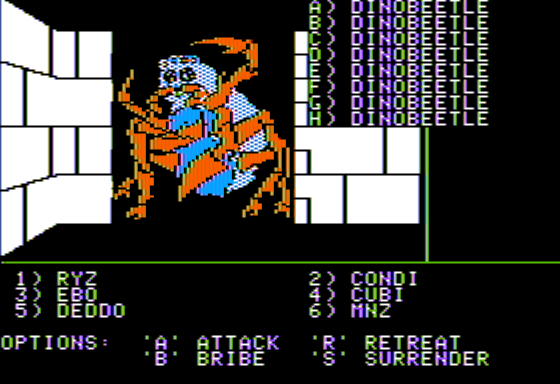 A) DINOBEETLE
B) DINOBEETLE
C) DINOBEETLE
D) DINOBEETLE
E) DINOBEETLE
F) DINOBEETLE
G) DINOBEETLE
H) DINOBEETLE
1) RYZ 2) CONDI
3) EBO 4) CUBI
5) DEDDO 6) MNZ
OPTIONS: 'A' ATTACK 'R' RETREAT
'B' BRIBE 'S' SURRENDER